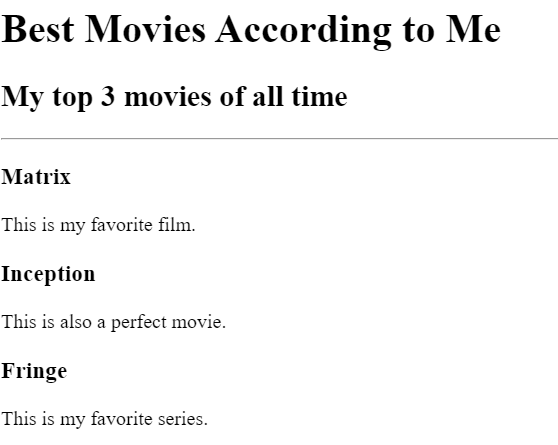 Best Movies According to Me
My top 3 movies of all time
Matrix
This is my favorite film.
Inception
This is also a perfect movie.
Fringe
This is my favorite series.